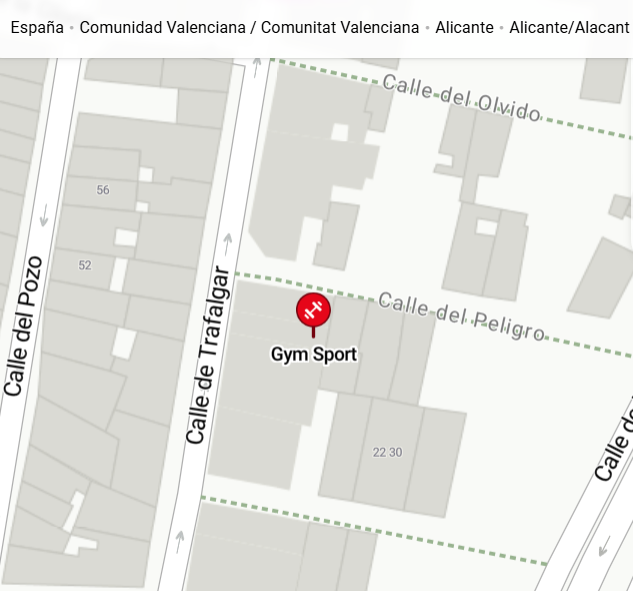 España • Comunidad Valenciana / Comunitat Valenciana • Alicante • Alicante/Alacant
Calle del Olvido
56
52
Calle del Pozo
Calle de Trafalgar
Calle del Peligro
Gym Sport
22 30